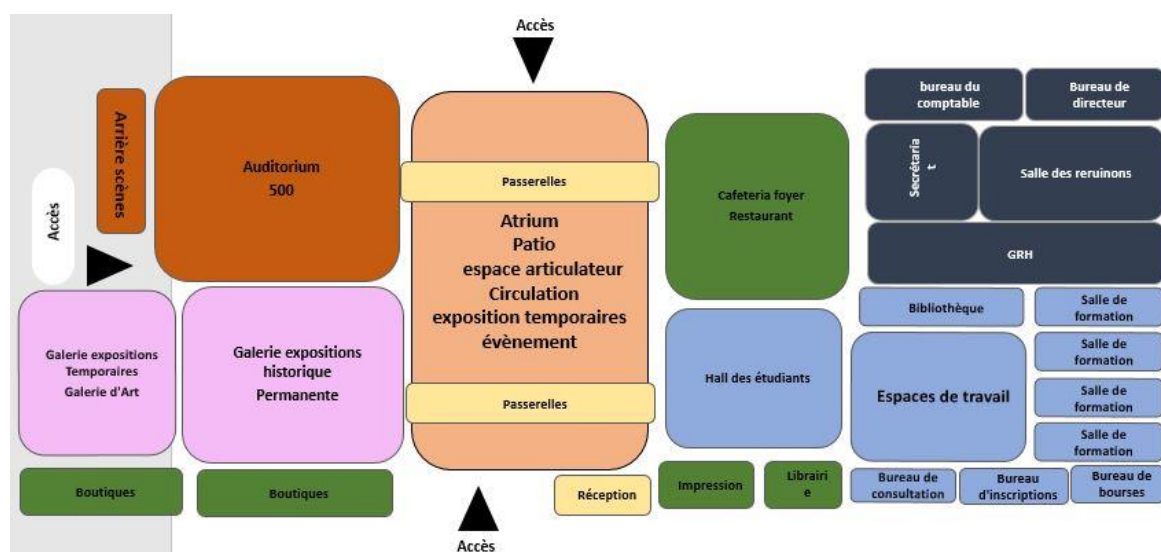 Accès
Arrière scènes
Auditorium
500
Accès
Passerelles
Atrium
Patio
espace articulateur
Circulation
exposition temporaires
évènement
Passerelles
Cafeteria foyer
Restaurant
bureau du
comptable
Bureau de
directeur
Secrétaria
t
Salle des reruinons
GRH
Bibliothèque
Salle de
formation
Salle de
formation
Salle de
formation
Salle de
formation
Espaces de travail
Hall des étudiants
Galerie expositions
Temporaires
Galerie d'Art
Galerie expositions
historique
Permanente
Boutiques
Boutiques
Réception
Impression
Librairi
e
Bureau de
consultation
Bureau
d'inscriptions
Bureau de
bourses
Accès